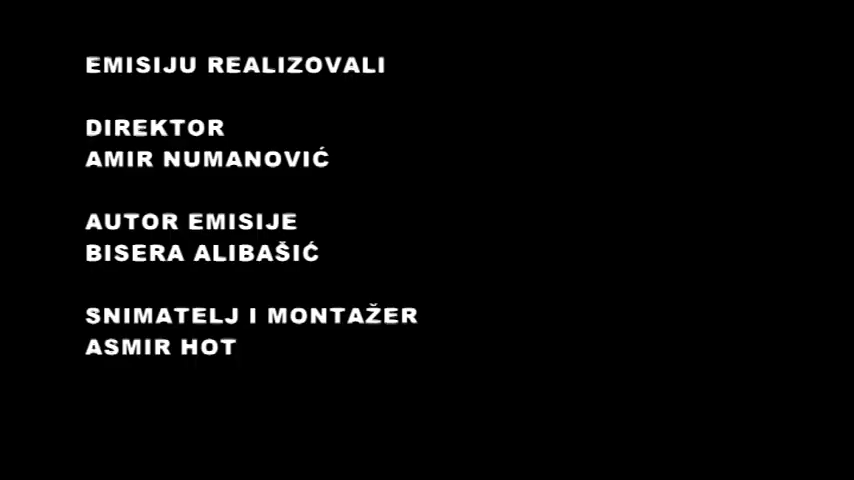 EMISIJU REALIZOVALI
DIREKTOR
AMIR NUMANOVIĆ
AUTOR EMISIJE
BISERA ALIBAŠIĆ
SNIMATELJ I MONTAŽER
ASMIR HOT